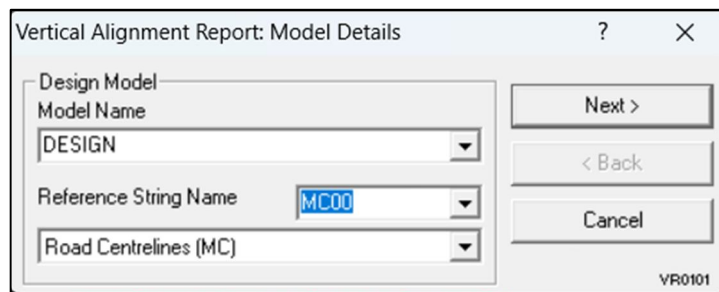 Vertical Alignment Report: Model Details ? X
Design Model
Model Name
DESIGN
Reference String Name MC00
Road Centrelines (MC)
Next >
< Back
Cancel
VR0101